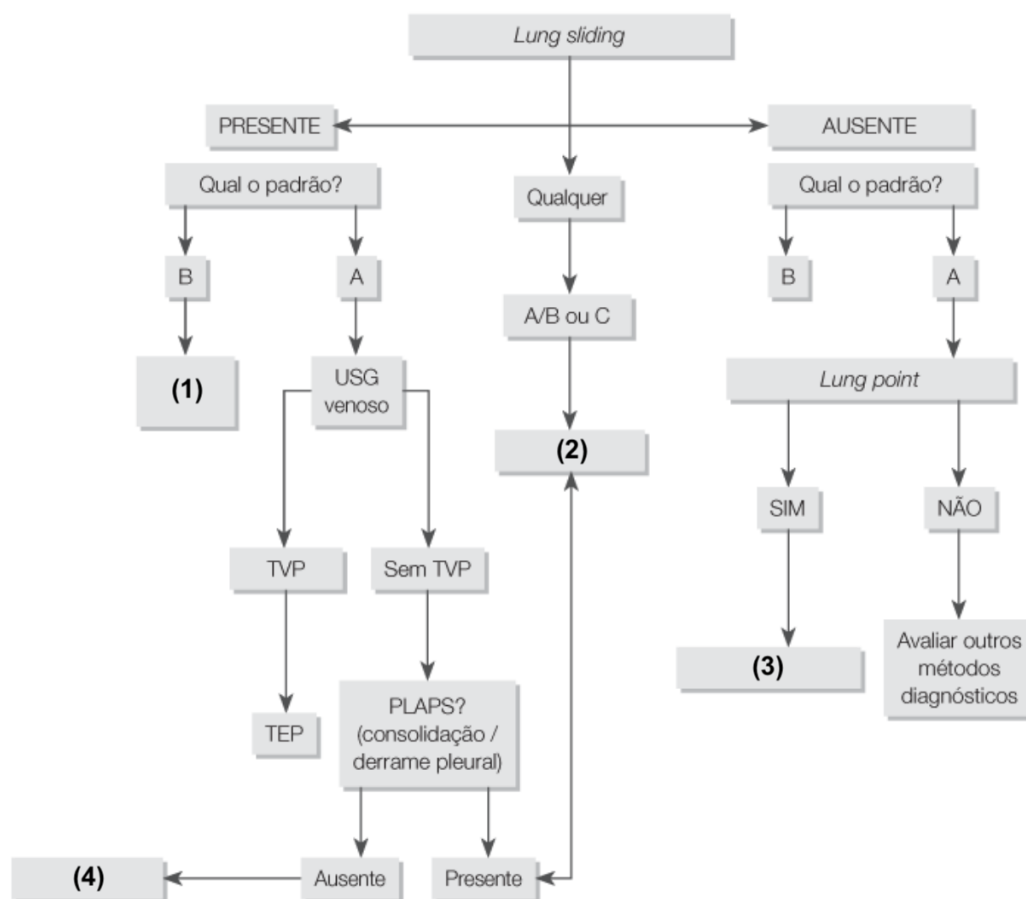 Lung sliding
PRESENTE
AUSENTE
Qual o padrão?
Qualquer
Qual o padrão?
B
A
B
A
A/B ou C
(1)
USG
venoso
Lung point
(2)
SIM
NÃO
TVP
Sem TVP
Avaliar outros
métodos
diagnósticos
(3)
TEP
PLAPS?
(consolidação /
derrame pleural)
(4)
Ausente
Presente